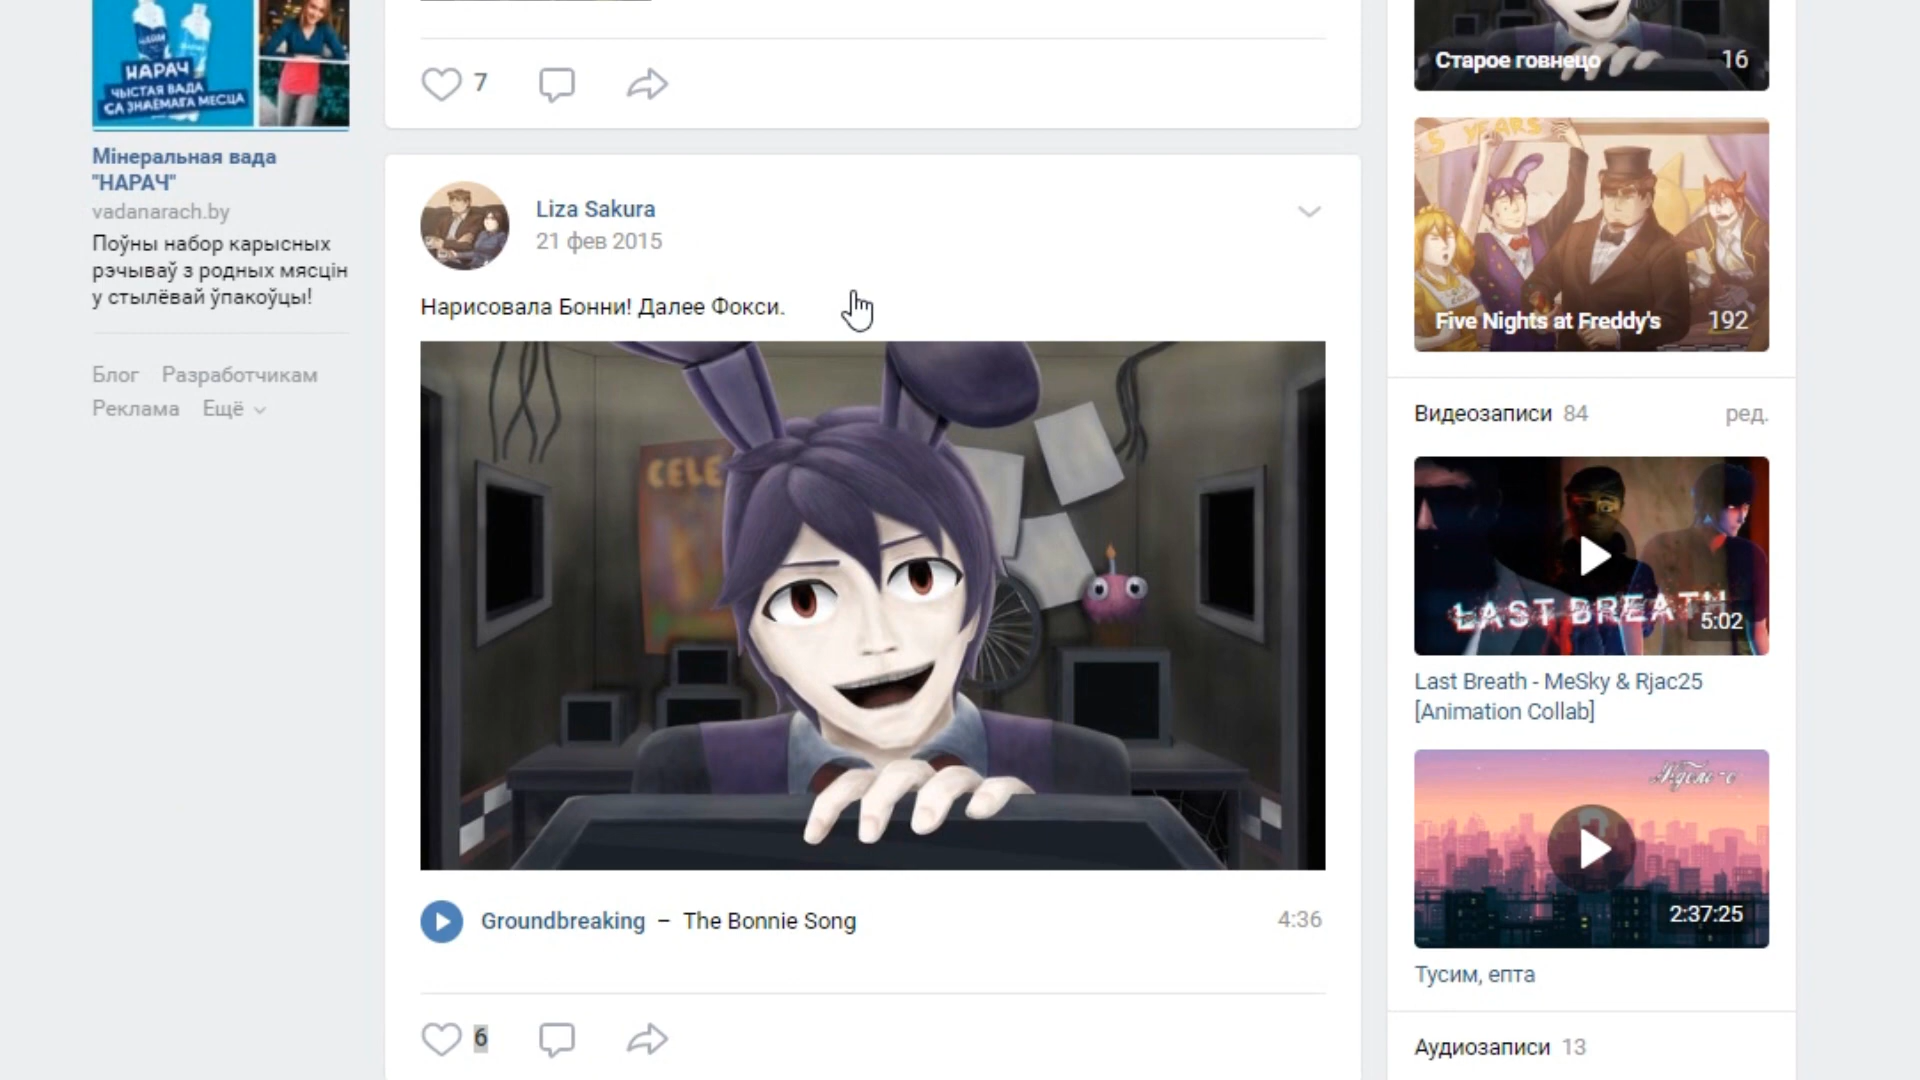 НАРАЧ
ЧЫСТАЯ ВАДА
СА ЗНАЁМАГА МЕСЦА
Мінеральная вада
"НАРАЧ"
vadanarach.by
Поўны набор карысных
рэчываў з родных мясцін
у стылёвай ўпакоўцы!
Блог Разработчикам
Реклама Ещё
7
Liza Sakura
21 фев 2015
Нарисовала Бонни! Далее Фокси.
CELE
Groundbreaking – The Bonnie Song 4:36
6
Старое говнецо 16
5 YEARS
Five Nights at Freddy's 192
Видеозаписи 84 ред.
LAST BREATH
5:02
Last Breath - MeSky & Rjac25
[Animation Collab]
2:37:25
Тусим, епта
Аудиозаписи 13